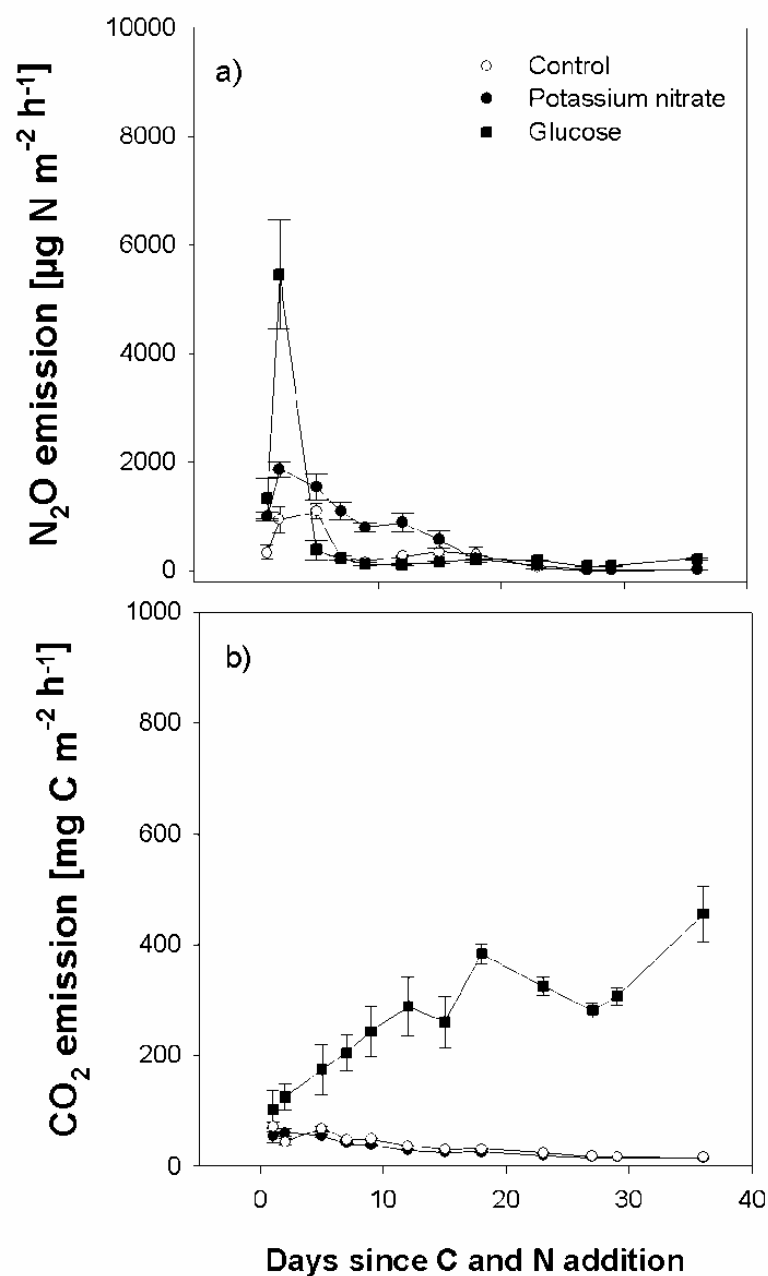 10000
8000
6000
4000
2000
0
N₂O emission [µg N m⁻² h⁻¹]
a)
Control
Potassium nitrate
Glucose
1000
800
600
400
200
0
CO₂ emission [mg C m⁻² h⁻¹]
b)
0 10 20 30 40
Days since C and N addition